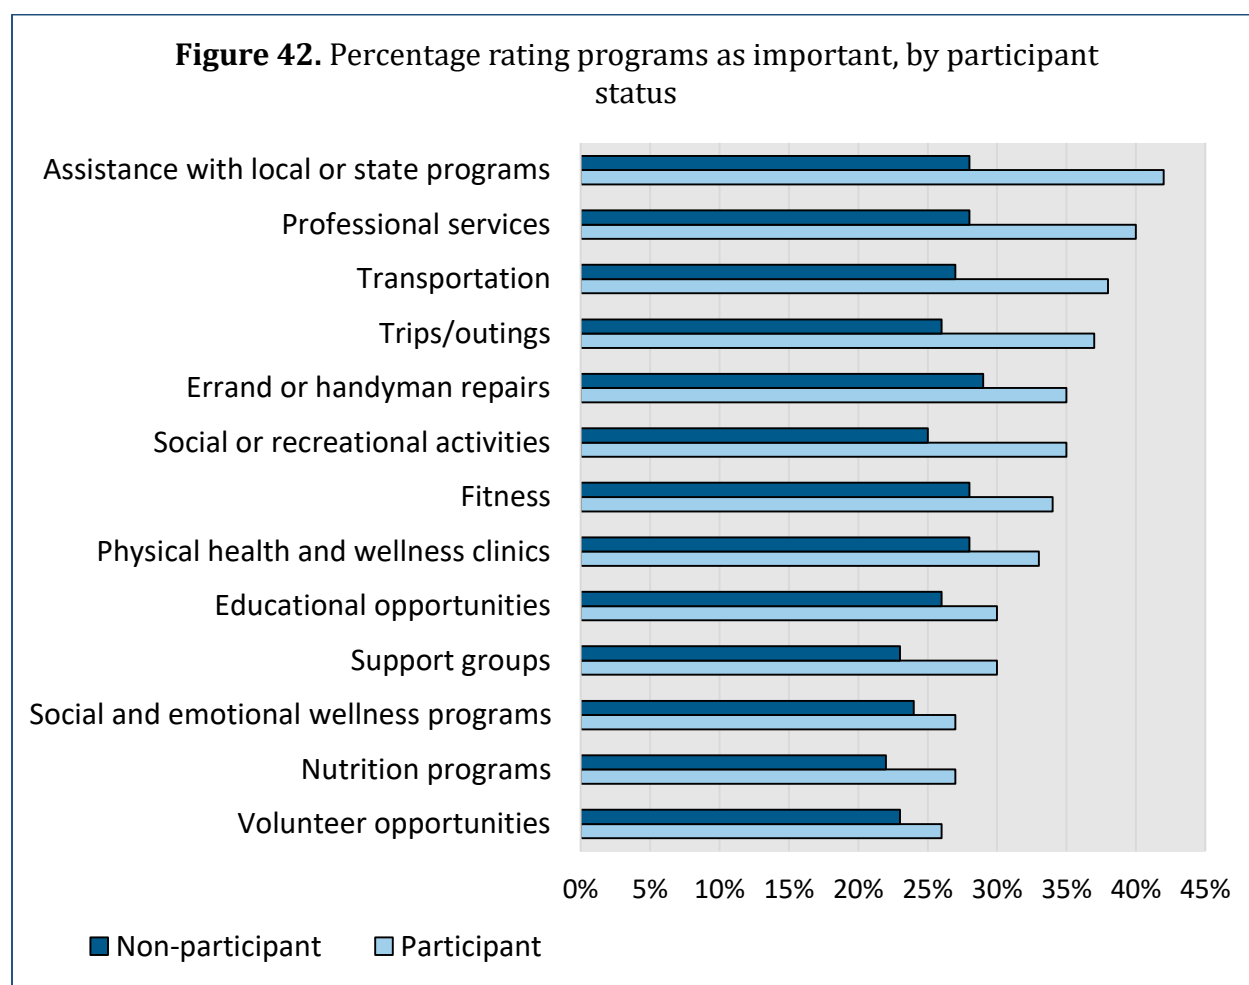 Figure 42. Percentage rating programs as important, by participant
status
Assistance with local or state programs
Professional services
Transportation
Trips/outings
Errand or handyman repairs
Social or recreational activities
Fitness
Physical health and wellness clinics
Educational opportunities
Support groups
Social and emotional wellness programs
Nutrition programs
Volunteer opportunities
0% 5% 10% 15% 20% 25% 30% 35% 40% 45%
Non-participant Participant